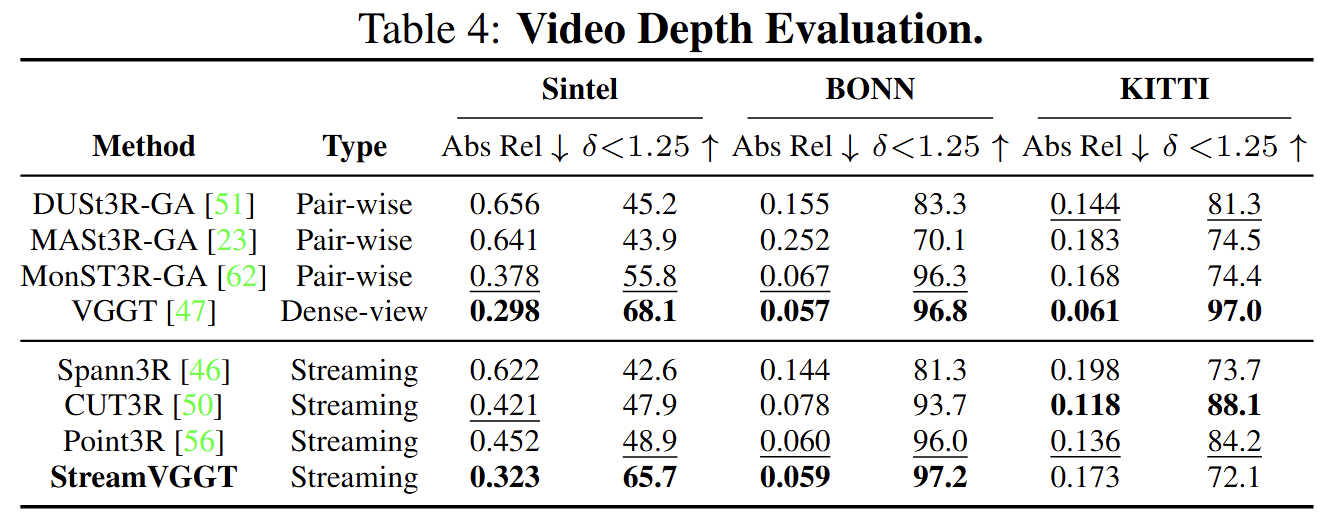 Table 4: Video Depth Evaluation.
Sintel BONN KITTI
Method Type Abs Rel ↓ δ<1.25 ↑ Abs Rel ↓ δ<1.25 ↑ Abs Rel ↓ δ <1.25 ↑
DUSt3R-GA [51] Pair-wise 0.656 45.2 0.155 83.3 0.144 81.3
MASt3R-GA [23] Pair-wise 0.641 43.9 0.252 70.1 0.183 74.5
MonST3R-GA [62] Pair-wise 0.378 55.8 0.067 96.3 0.168 74.4
VGGT [47] Dense-view 0.298 68.1 0.057 96.8 0.061 97.0
Spann3R [46] Streaming 0.622 42.6 0.144 81.3 0.198 73.7
CUT3R [50] Streaming 0.421 47.9 0.078 93.7 0.118 88.1
Point3R [56] Streaming 0.452 48.9 0.060 96.0 0.136 84.2
StreamVGGT Streaming 0.323 65.7 0.059 97.2 0.173 72.1